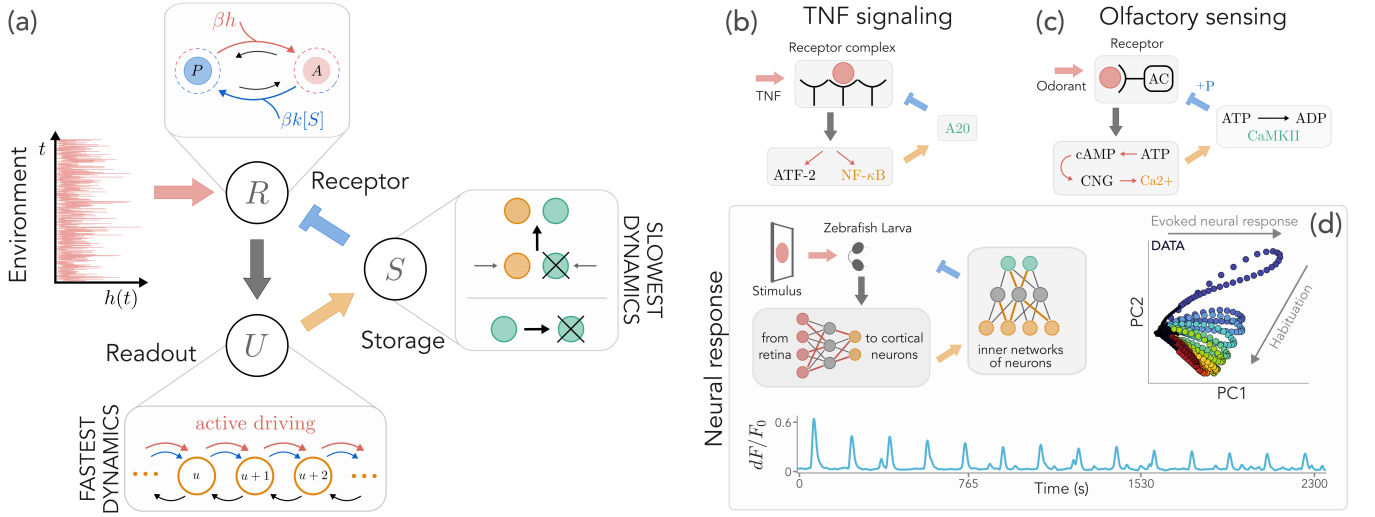 (a)
βh
P
A
βk[S]
t
Environment
h(t)
R
Receptor
S
Storage
SLOWEST
DYNAMICS
U
Readout
FASTEST
DYNAMICS
active driving
u
u + 1
u + 2
(b)
TNF signaling
Receptor complex
TNF
A20
ATF-2
NF-κB
(c)
Olfactory sensing
Receptor
Odorant
AC
+P
ATP
ADP
CaMKII
cAMP
ATP
CNG
Ca2+
Neural response
Stimulus
Zebrafish Larva
from
retina
to cortical
neurons
inner networks
of neurons
(d)
Evoked neural response
DATA
Habituation
PC2
PC1
dF/F0
0.6
0
0
765
1530
2300
Time (s)